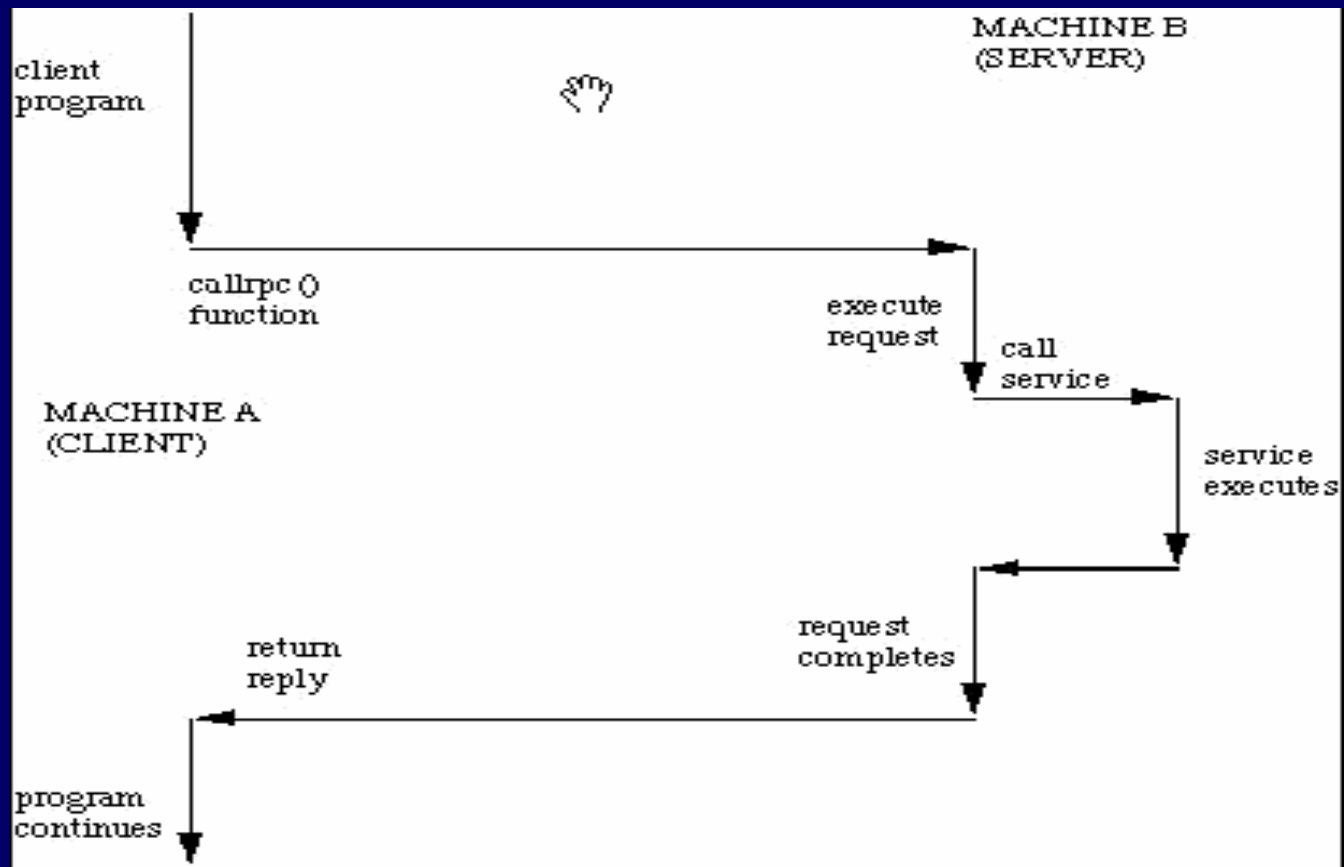 MACHINE B
(SERVER)
client
program
callrpc()
function
execute
request
call
service
MACHINE A
(CLIENT)
service
executes
request
completes
return
reply
program
continues